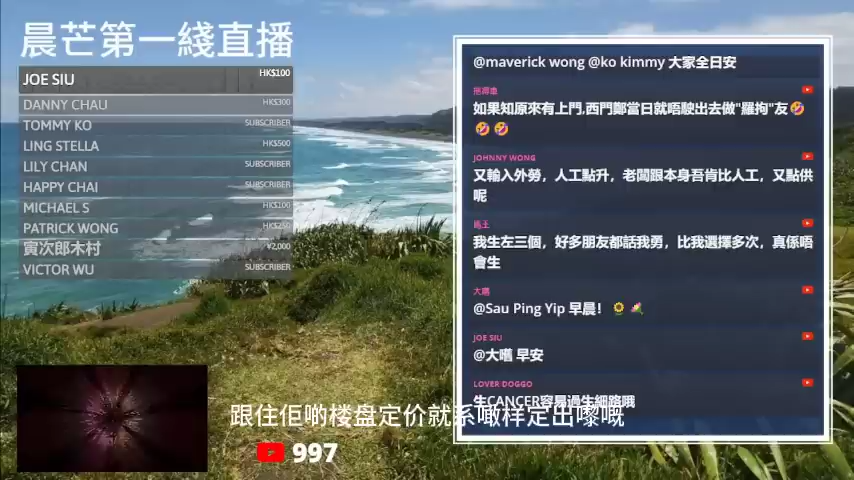 晨芒第一綫直播
JOE SIU HK$100
DANNY CHAU HK$300
TOMMY KO SUBSCRIBER
LING STELLA HK$500
LILY CHAN SUBSCRIBER
HAPPY CHAI SUBSCRIBER
MICHAEL S HK$100
PATRICK WONG HK$250
寅次郎木村 ¥2,000
VICTOR WU SUBSCRIBER
@maverick wong @ko kimmy 大家全日安
如果知原來有上門,西門鄭當日就唔駛出去做"羅拘"友🤣
🤣🤣
JOHNNY WONG
又輸入外勞，人工點升，老闆跟本身吾肯比人工，又點供
呢
馬王
我生左三個，好多朋友都話我勇，比我選擇多次，真係唔
會生
大嚿
@Sau Ping Yip 早晨！ 🌻💐
JOE SIU
@大嚿 早安
LOVER DOGGO
生CANCER容易過生細路哦
跟住佢啲楼盘定价就系噉样定出嚟嘅
997